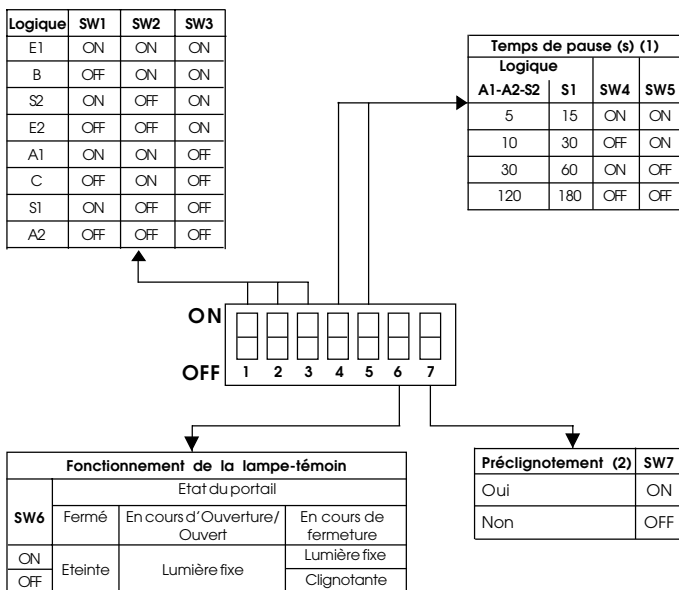 Logique SW1 SW2 SW3
E1 ON ON ON
B OFF ON ON
S2 ON OFF ON
E2 OFF OFF ON
A1 ON ON OFF
C OFF ON OFF
S1 ON OFF OFF
A2 OFF OFF OFF
Temps de pause (s) (1)
Logique
A1-A2-S2 S1 SW4 SW5
5 15 ON ON
10 30 OFF ON
30 60 ON OFF
120 180 OFF OFF
ON
OFF
1 2 3 4 5 6 7
Fonctionnement de la lampe-témoin
Etat du portail
SW6 Fermé En cours d'Ouverture/ En cours de
Ouvert fermeture
ON Eteinte Lumière fixe Lumière fixe
OFF Clignotante
Préclignotement (2) SW7
Oui ON
Non OFF